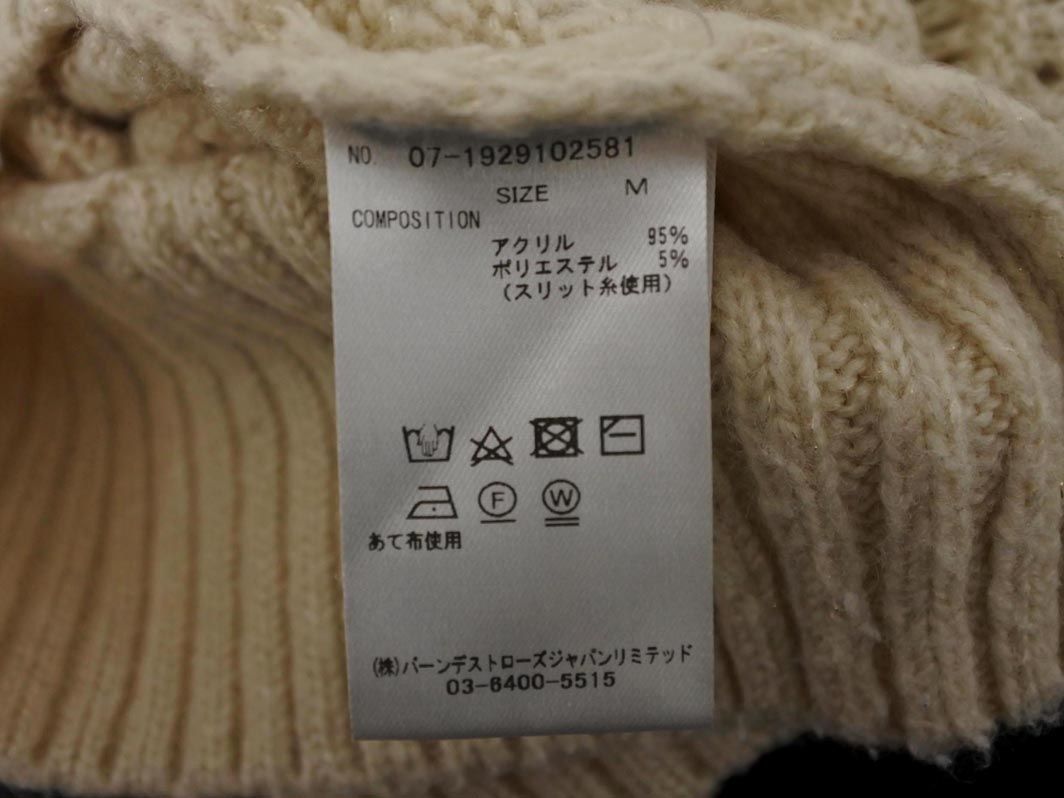 NO. 07-1929102581
SIZE M
COMPOSITION
アクリル 95%
ポリエステル 5%
(スリット糸使用)
F W
あて布使用
(株)バーンデストローズジャパンリミテッド
03-6400-5515